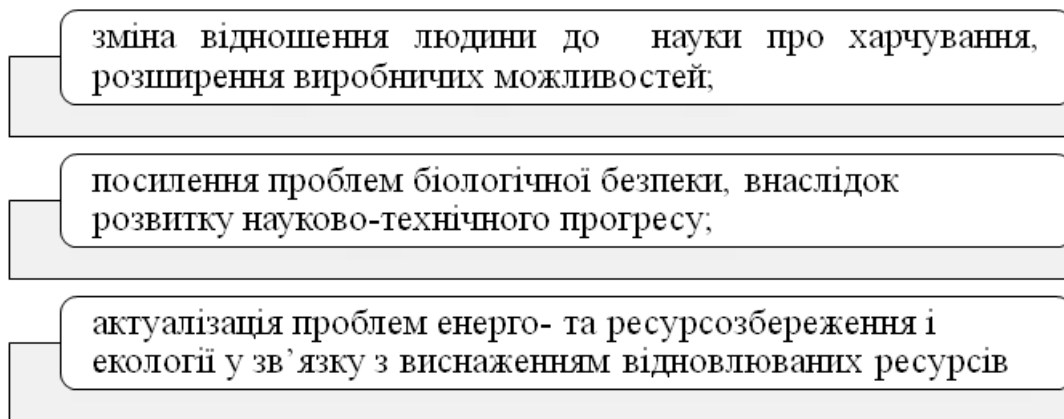 зміна відношення людини до науки про харчування,
розширення виробничих можливостей;
посилення проблем біологічної безпеки, внаслідок
розвитку науково-технічного прогресу;
актуалізація проблем енерго- та ресурсозбереження і
екології у зв’язку з виснаженням відновлюваних ресурсів